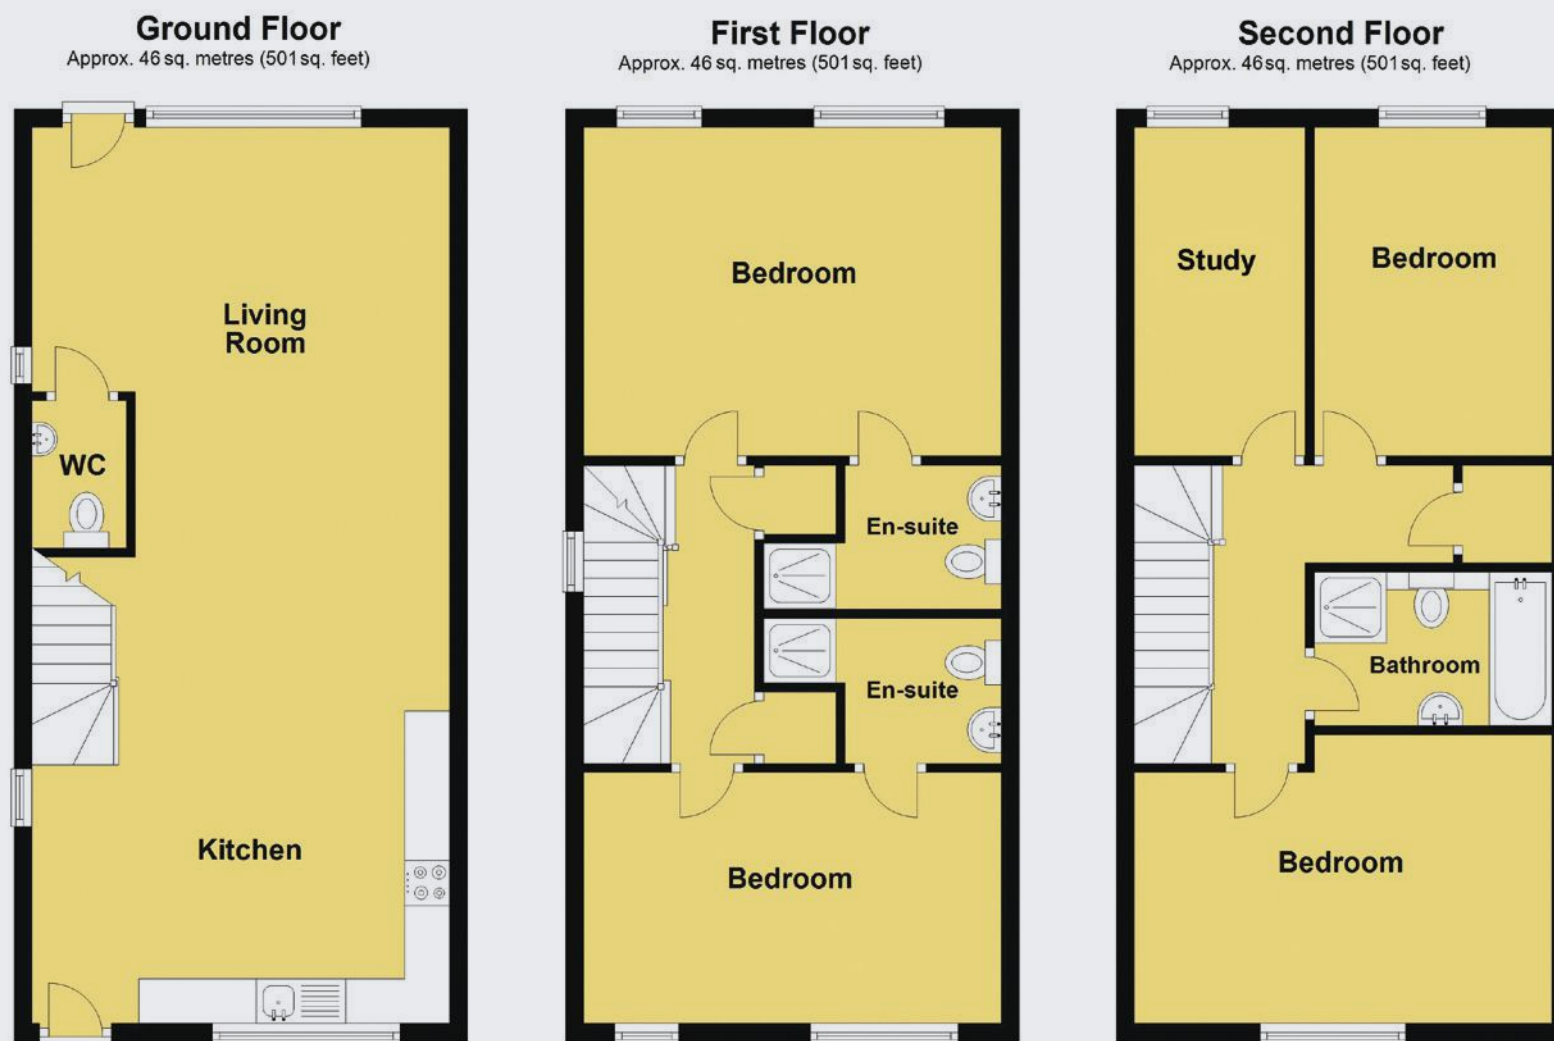 Ground Floor
Approx. 46 sq. metres (501 sq. feet)
Living
Room
WC
Kitchen
First Floor
Approx. 46 sq. metres (501 sq. feet)
Bedroom
En-suite
En-suite
Bedroom
Second Floor
Approx. 46 sq. metres (501 sq. feet)
Study
Bedroom
Bathroom
Bedroom